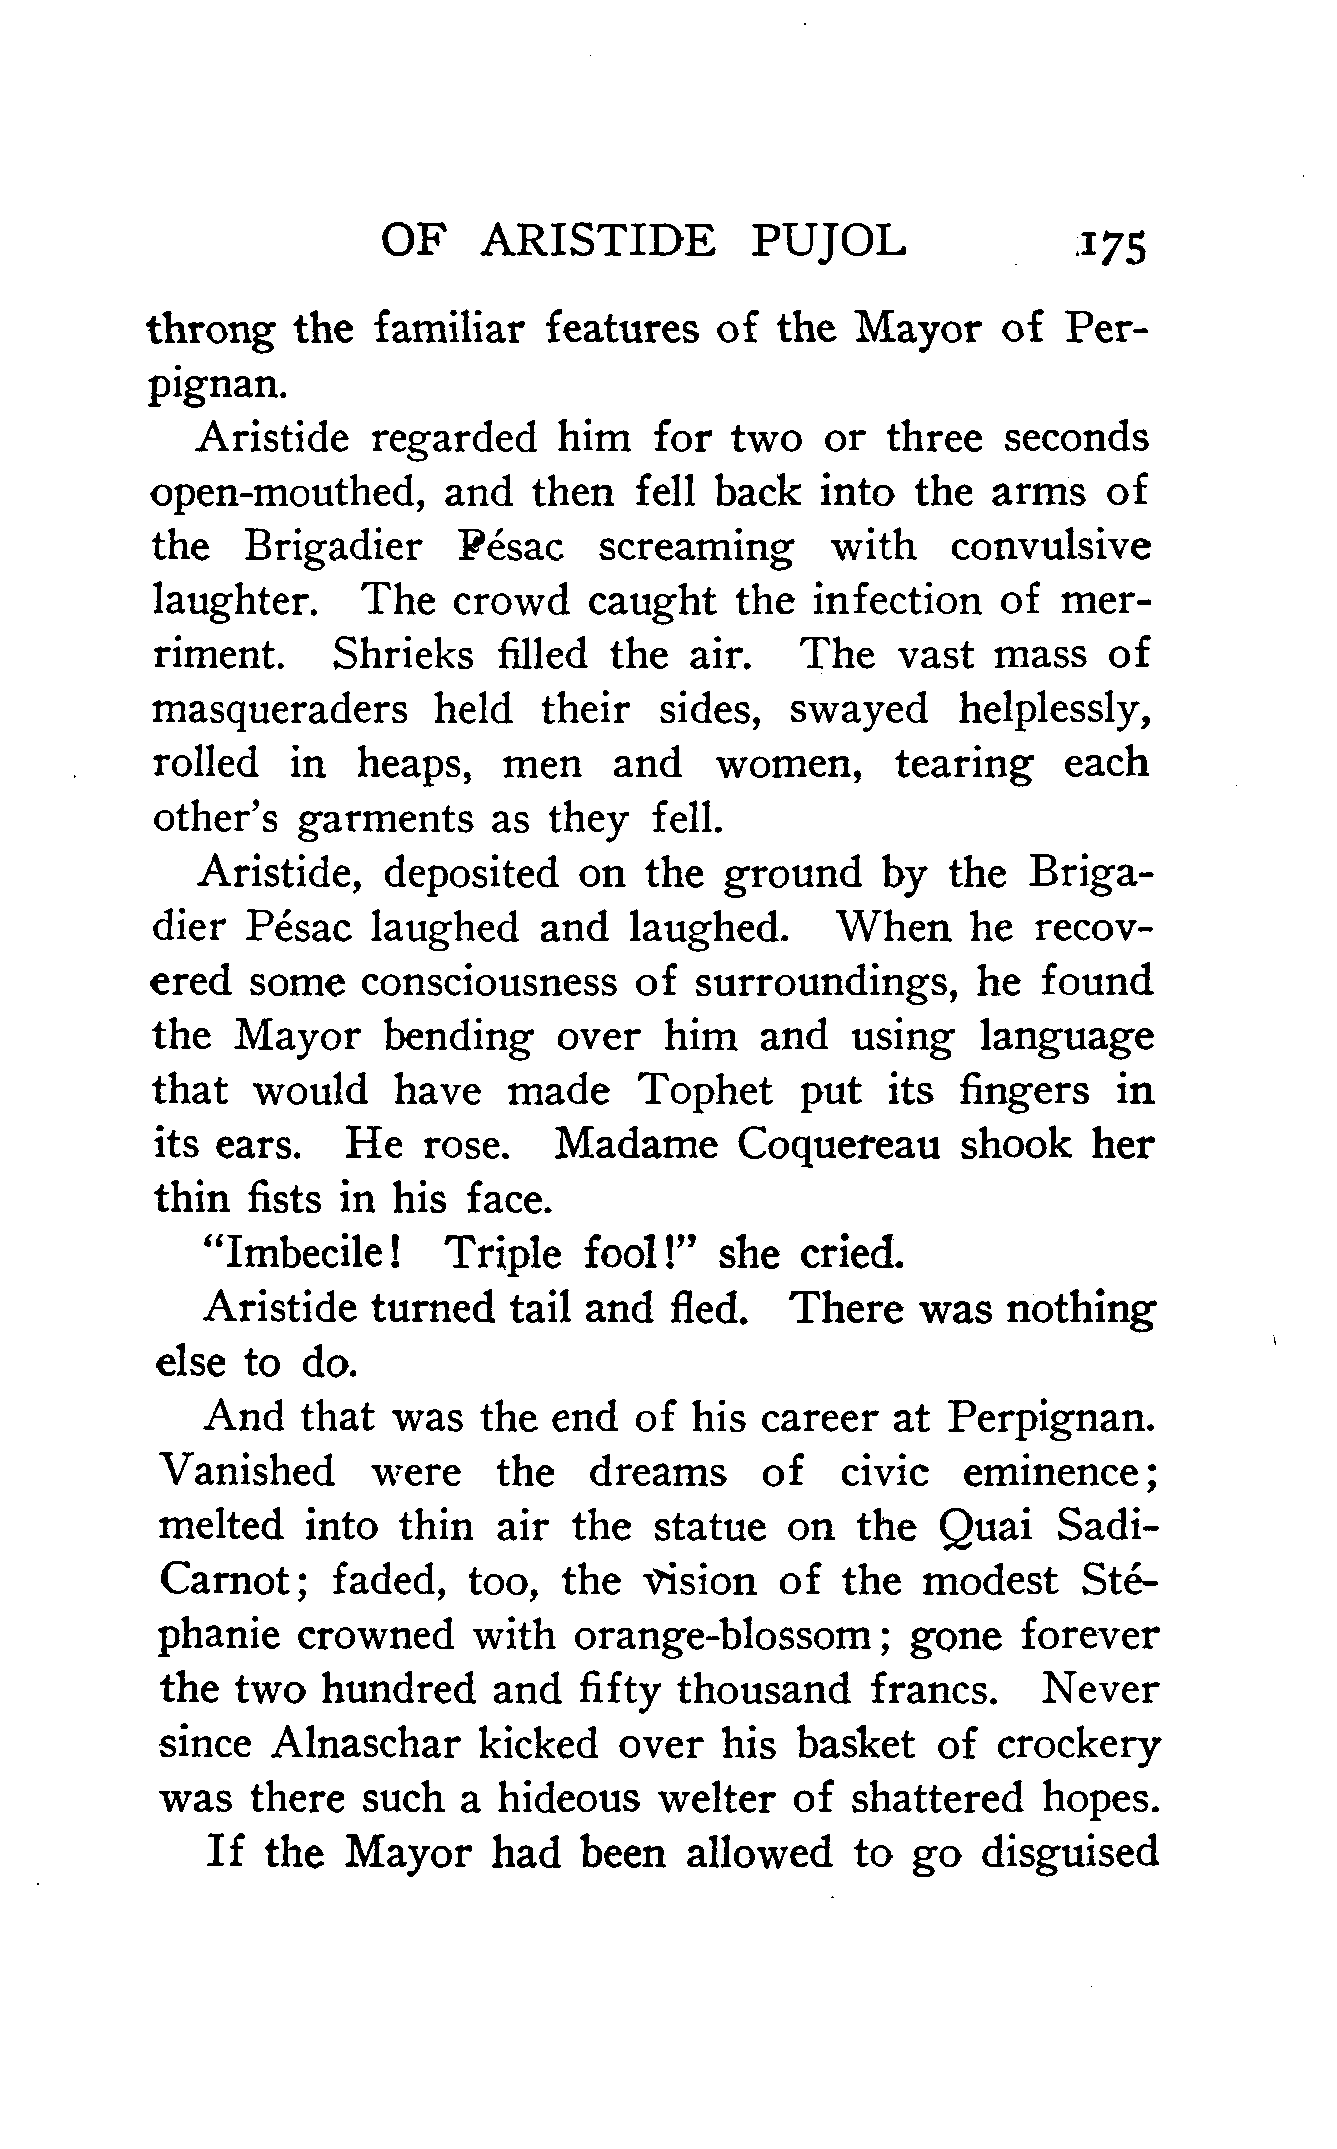 OF ARISTIDE PUJOL 175
throng the familiar features of the Mayor of Per-
pignan.
Aristide regarded him for two or three seconds
open-mouthed, and then fell back into the arms of
the Brigadier Pésac screaming with convulsive
laughter. The crowd caught the infection of mer-
riment. Shrieks filled the air. The vast mass of
masqueraders held their sides, swayed helplessly,
rolled in heaps, men and women, tearing each
other's garments as they fell.
Aristide, deposited on the ground by the Briga-
dier Pésac laughed and laughed. When he recov-
ered some consciousness of surroundings, he found
the Mayor bending over him and using language
that would have made Tophet put its fingers in
its ears. He rose. Madame Coquereau shook her
thin fists in his face.
"Imbecile! Triple fool!" she cried.
Aristide turned tail and fled. There was nothing
else to do.
And that was the end of his career at Perpignan.
Vanished were the dreams of civic eminence;
melted into thin air the statue on the Quai Sadi-
Carnot; faded, too, the vision of the modest Sté-
phanie crowned with orange-blossom; gone forever
the two hundred and fifty thousand francs. Never
since Alnaschar kicked over his basket of crockery
was there such a hideous welter of shattered hopes.
If the Mayor had been allowed to go disguised